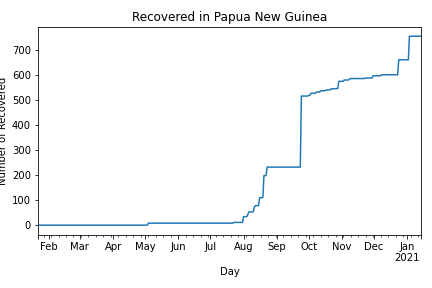 Recovered in Papua New Guinea
Number of Recovered
700
600
500
400
300
200
100
0
Feb Mar Apr May Jun Jul Aug Sep Oct Nov Dec Jan
2021
Day